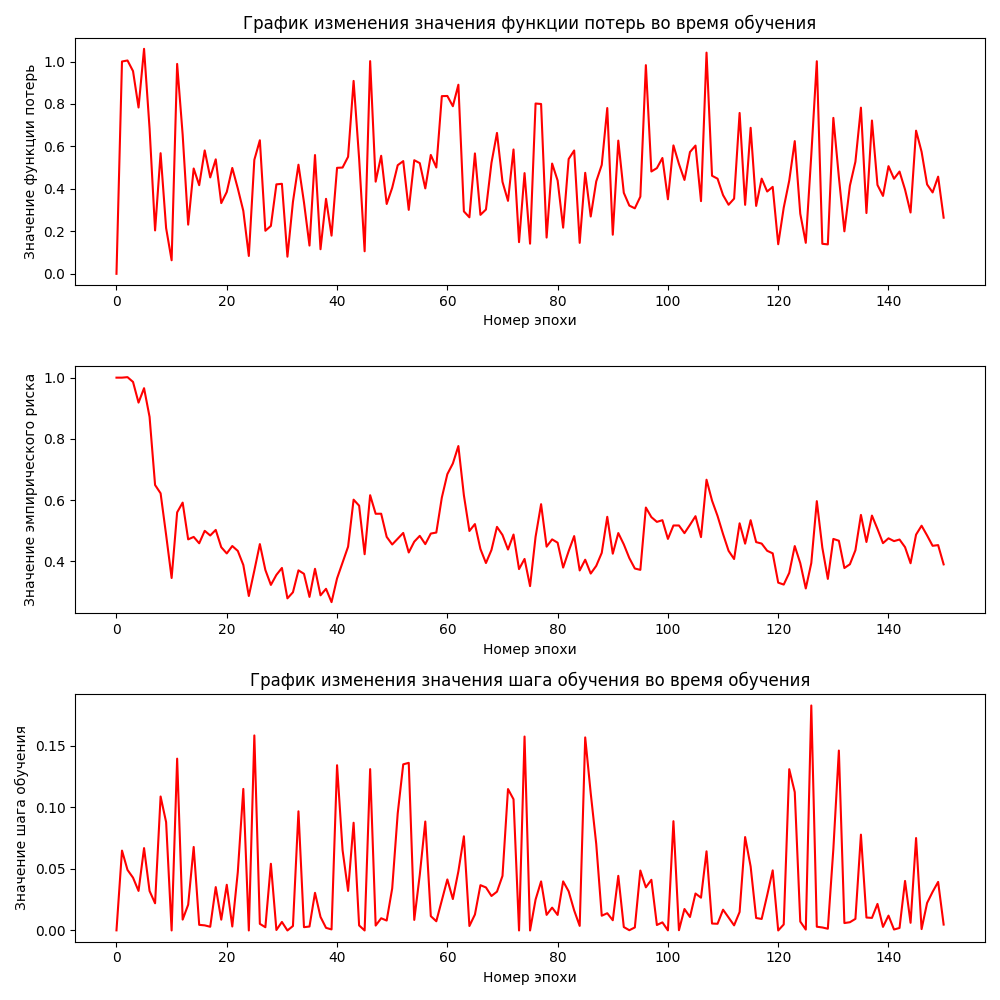 График изменения значения функции потерь во время обучения
Значение функции потерь
1.0
0.8
0.6
0.4
0.2
0.0
0 20 40 60 80 100 120 140
Номер эпохи
Значение эмпирического риска
1.0
0.8
0.6
0.4
0 20 40 60 80 100 120 140
Номер эпохи
График изменения значения шага обучения во время обучения
Значение шага обучения
0.15
0.10
0.05
0.00
0 20 40 60 80 100 120 140
Номер эпохи